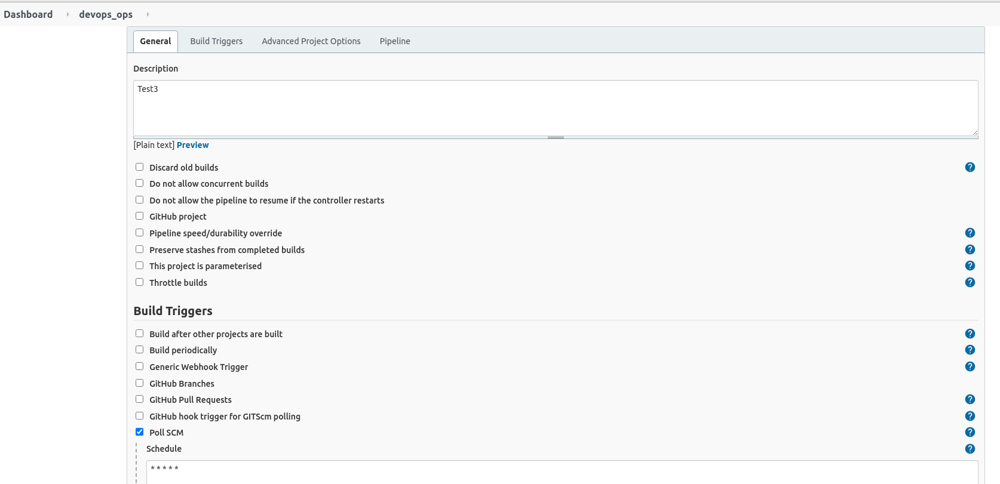 Dashboard devops_ops
General Build Triggers Advanced Project Options Pipeline
Description
Test3
[Plain text] Preview
Discard old builds ?
Do not allow concurrent builds
Do not allow the pipeline to resume if the controller restarts
GitHub project
Pipeline speed/durability override ?
Preserve stashes from completed builds ?
This project is parameterised ?
Throttle builds ?
Build Triggers
Build after other projects are built ?
Build periodically ?
Generic Webhook Trigger ?
GitHub Branches
GitHub Pull Requests ?
GitHub hook trigger for GITScm polling ?
Poll SCM ?
Schedule ?
* * * * *